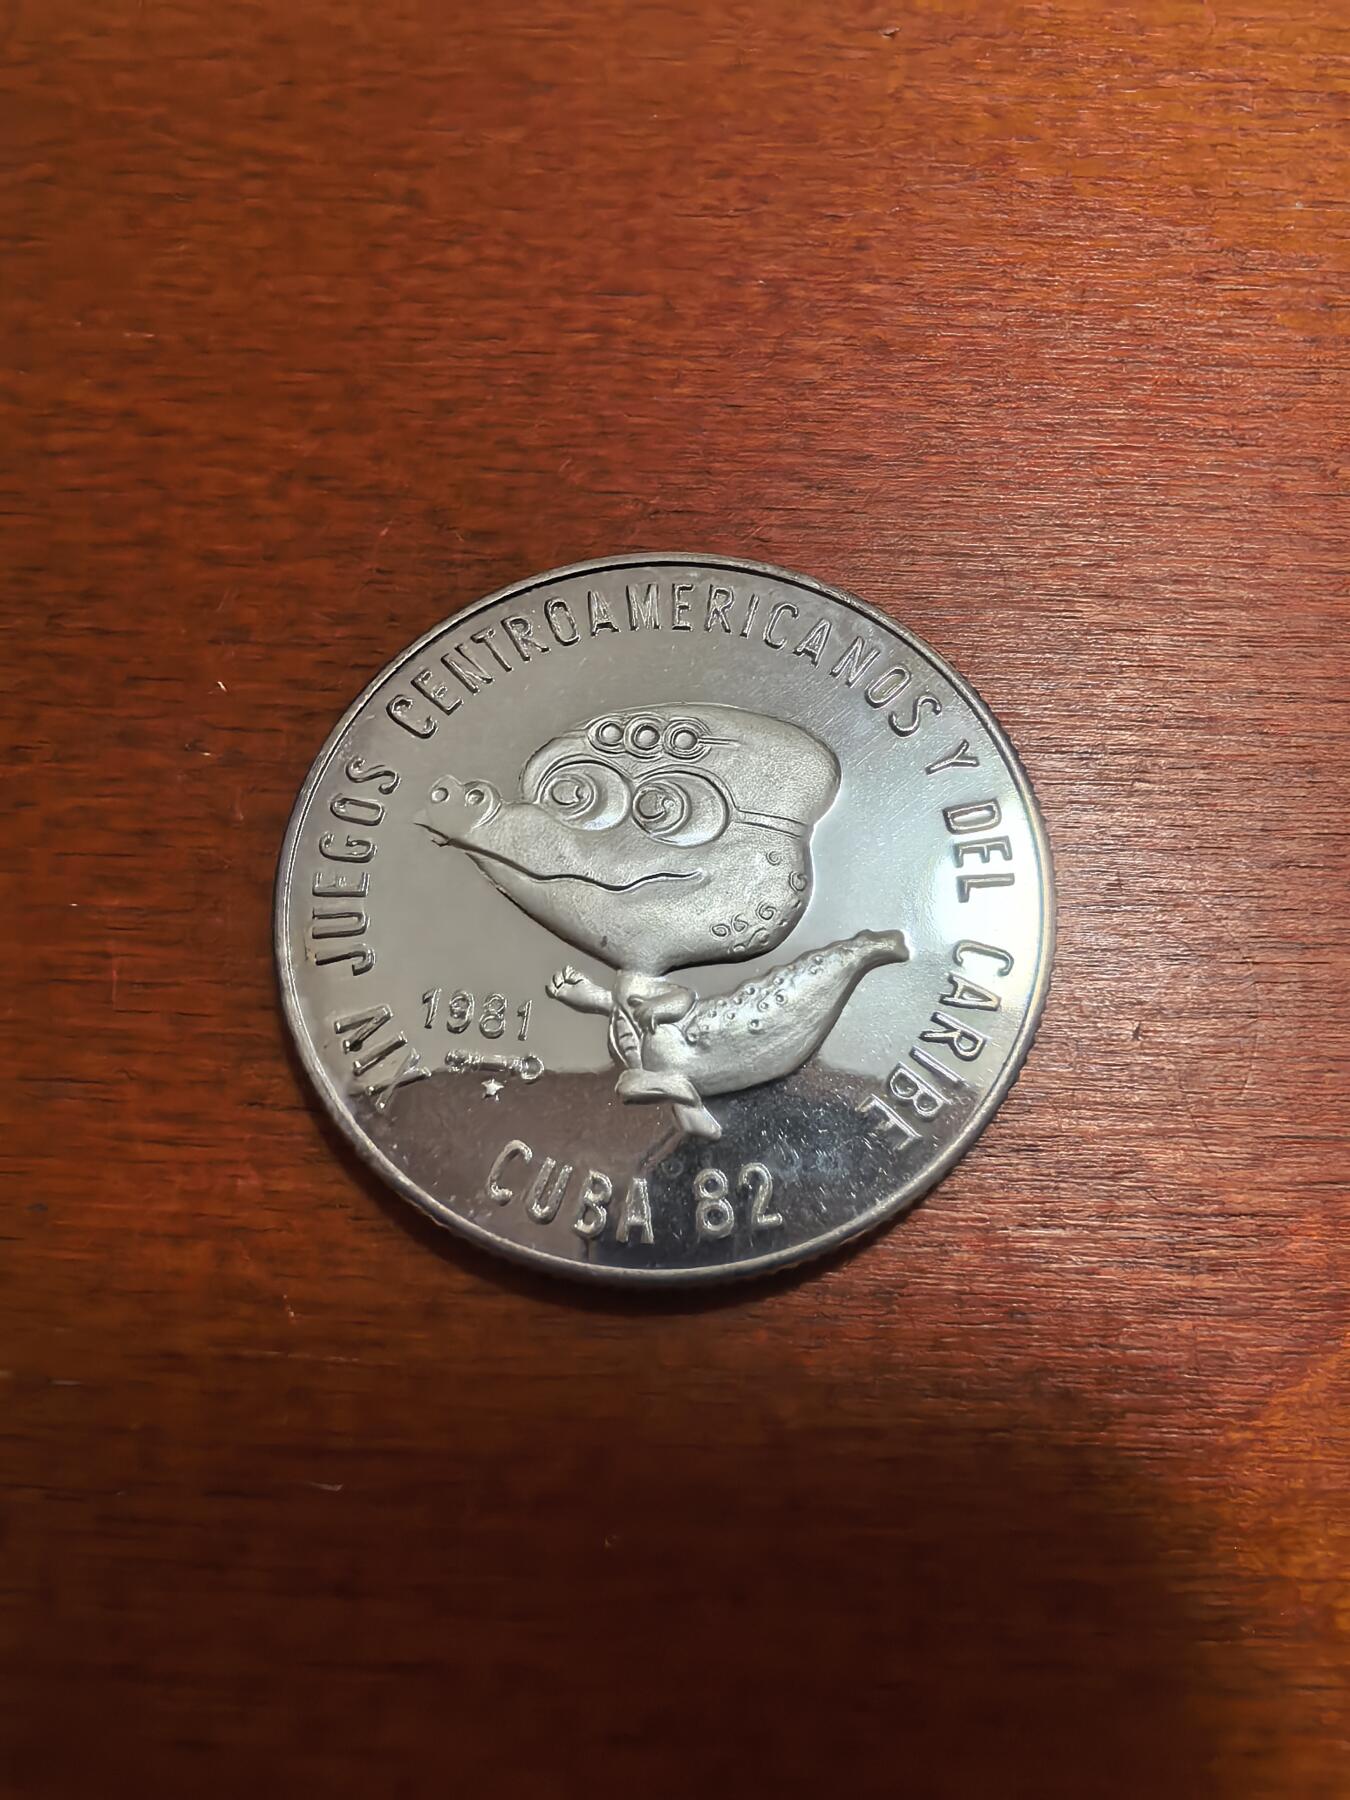 XIV JUEGOS CENTROAMERICANOS Y DEL CARIBE
1981
CUBA 82